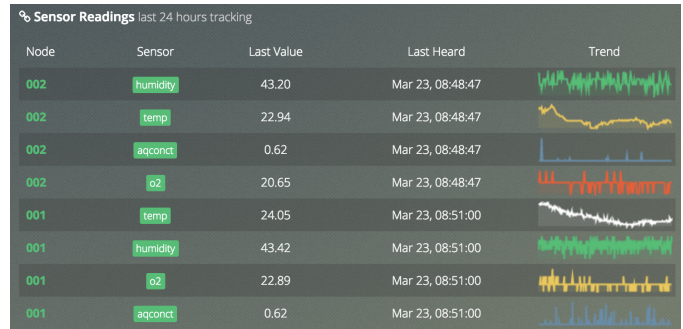 Sensor Readings last 24 hours tracking
Node Sensor Last Value Last Heard Trend
002 humidity 43.20 Mar 23, 08:48:47
002 temp 22.94 Mar 23, 08:48:47
002 aqconct 0.62 Mar 23, 08:48:47
002 o2 20.65 Mar 23, 08:48:47
001 temp 24.05 Mar 23, 08:51:00
001 humidity 43.42 Mar 23, 08:51:00
001 o2 22.89 Mar 23, 08:51:00
001 aqconct 0.62 Mar 23, 08:51:00